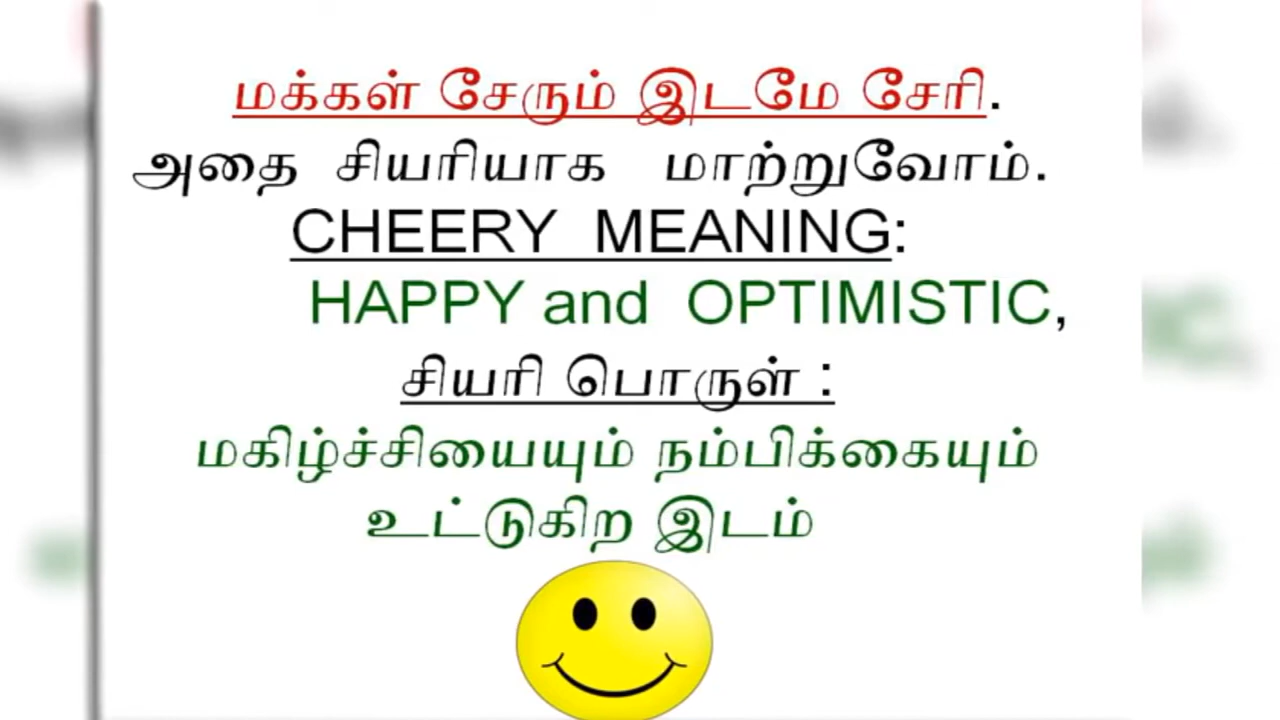 மக்கள் சேரும் இடமே சேரி.
அதை சியரியாக மாற்றுவோம்.
CHEERY MEANING:
HAPPY and OPTIMISTIC,
சியரி பொருள் :
மகிழ்ச்சியையும் நம்பிக்கையும்
உட்டுகிற இடம்